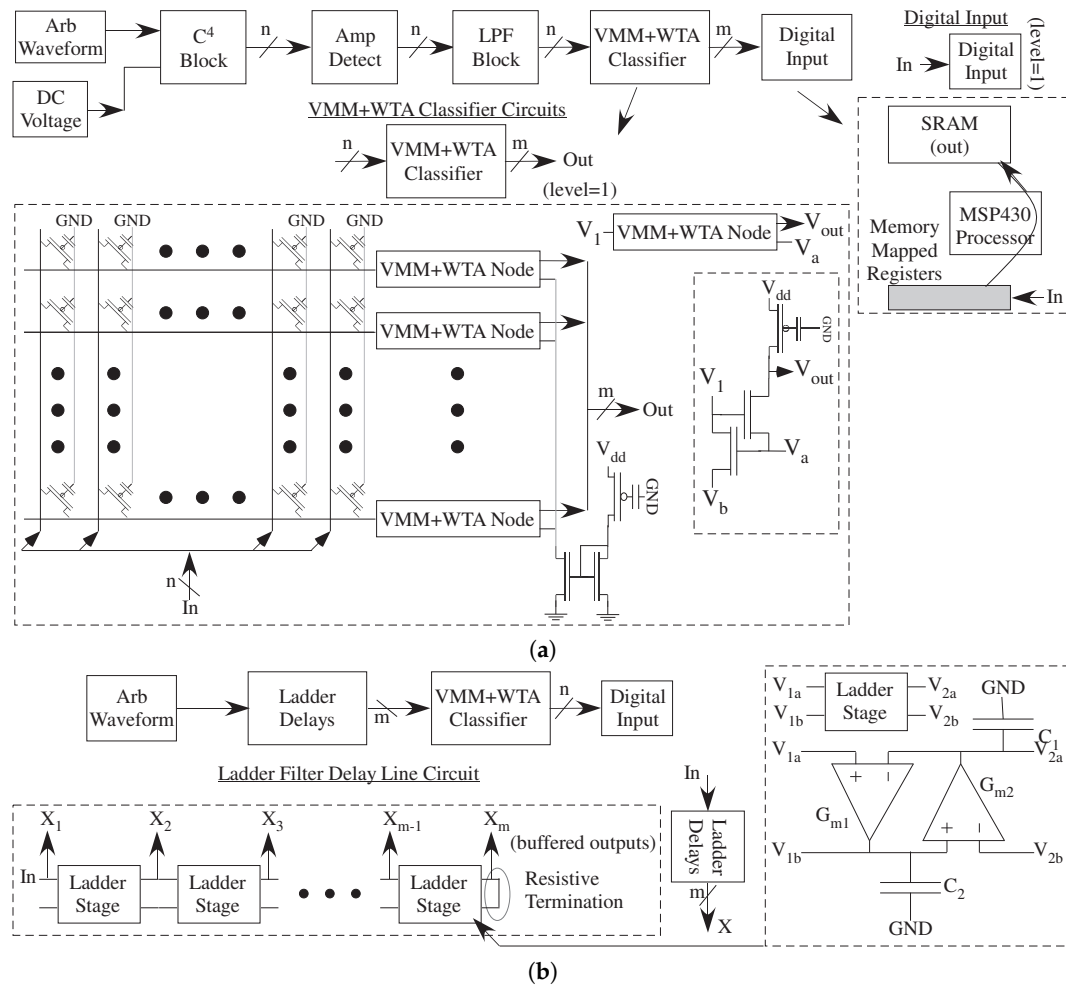 Arb
Waveform
DC
Voltage
C⁴
Block
n
Amp
Detect
n
LPF
Block
n
VMM+WTA
Classifier
m
Digital
Input
Digital Input
In
Digital
Input
(level=1)
VMM+WTA Classifier Circuits
n
VMM+WTA
Classifier
m
Out
(level=1)
SRAM
(out)
MSP430
Processor
Memory
Mapped
Registers
In
GND GND GND GND
VMM+WTA Node
VMM+WTA Node
VMM+WTA Node
m
Out
n
In
Vdd
GND
V1
VMM+WTA Node
Vout
Va
Vdd
GND
Vout
V1
Va
Vb
(a)
Arb
Waveform
Ladder
Delays
m
VMM+WTA
Classifier
n
Digital
Input
Ladder Filter Delay Line Circuit
X1 X2 X3 Xm-1 Xm
(buffered outputs)
In
Ladder
Stage
Ladder
Stage
Ladder
Stage
Resistive
Termination
In
Ladder
Delays
m
X
V1a
V1b
Ladder
Stage
V2a
V2b
GND
C1
V1a
V2a
+ −
Gm1
Gm2
+ −
V1b
V2b
C2
GND
(b)